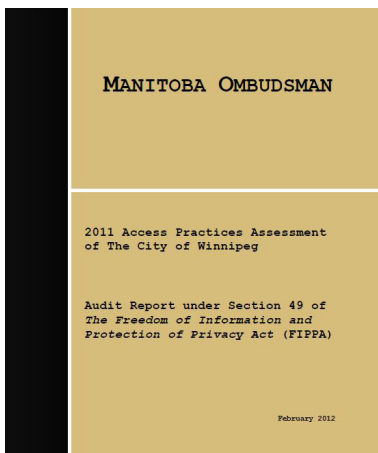 MANITOBA OMBUDSMAN
2011 Access Practices Assessment
of The City of Winnipeg
Audit Report under Section 49 of
The Freedom of Information and
Protection of Privacy Act (FIPPA)
February 2012